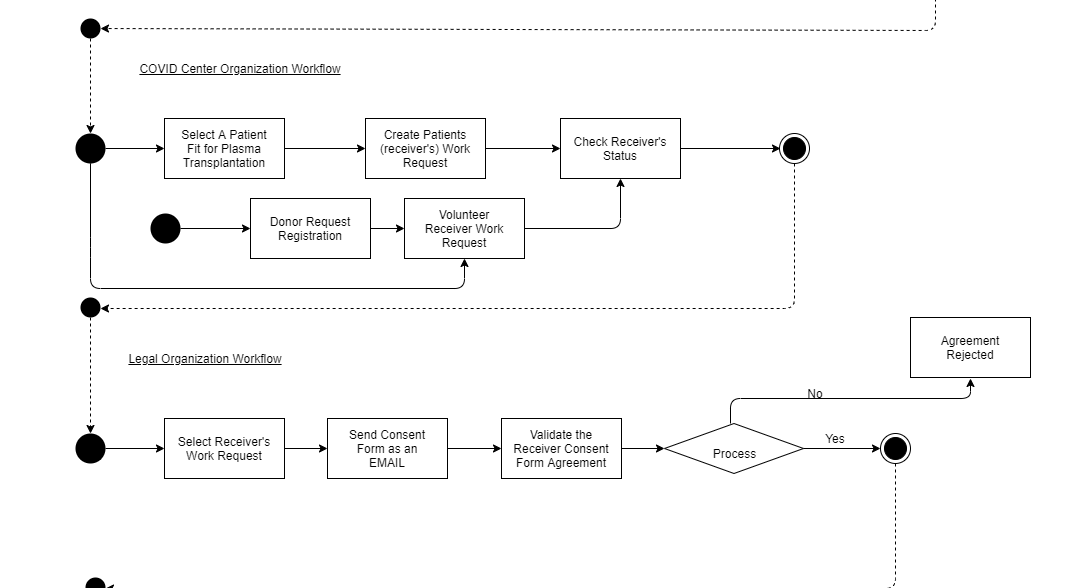 COVID Center Organization Workflow
Select A Patient
Fit for Plasma
Transplantation
Create Patients
(receiver's) Work
Request
Check Receiver's
Status
Donor Request
Registration
Volunteer
Receiver Work
Request
Legal Organization Workflow
Agreement
Rejected
No
Select Receiver's
Work Request
Send Consent
Form as an
EMAIL
Validate the
Receiver Consent
Form Agreement
Process
Yes